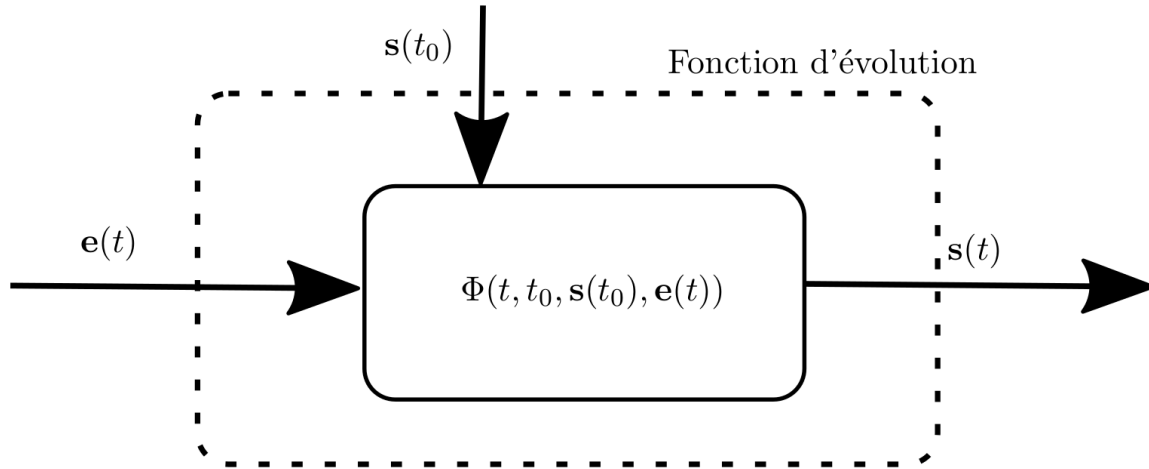 s(t₀)
Fonction d'évolution
e(t)
Φ(t, t₀, s(t₀), e(t))
s(t)